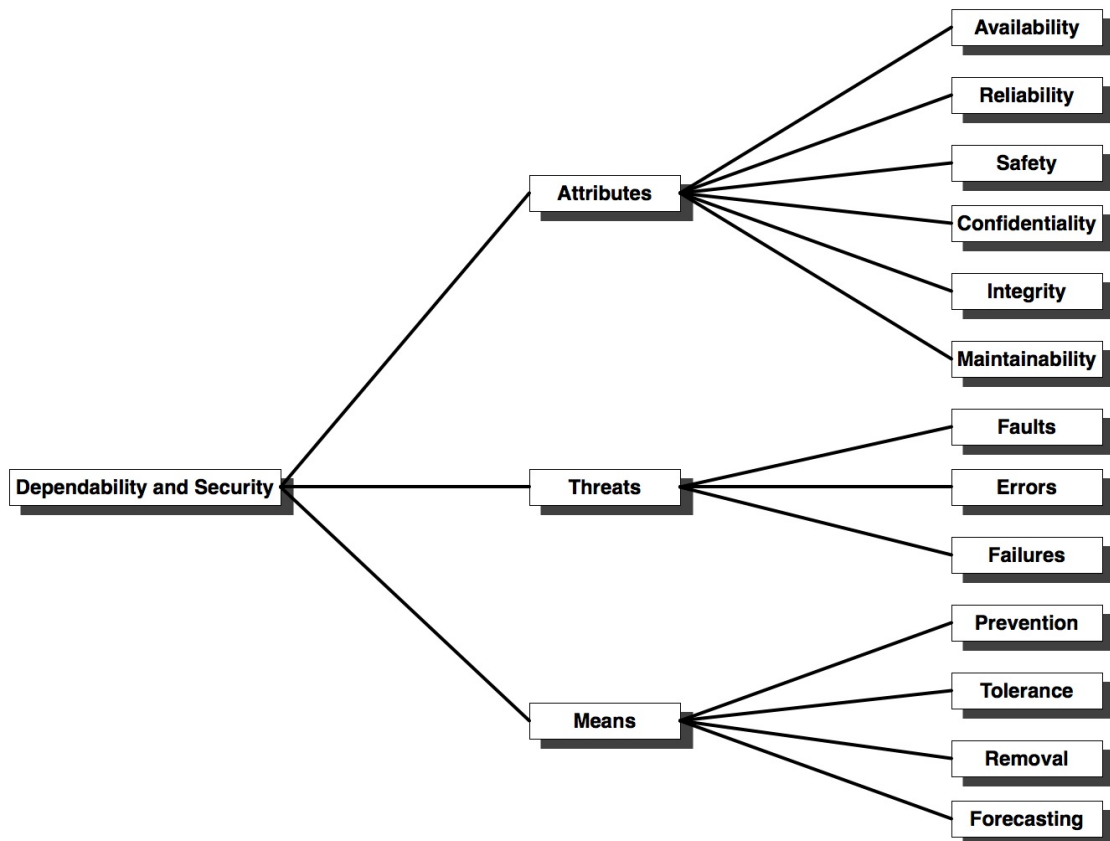 Availability
Reliability
Safety
Attributes
Confidentiality
Integrity
Maintainability
Faults
Dependability and Security
Threats
Errors
Failures
Prevention
Tolerance
Means
Removal
Forecasting